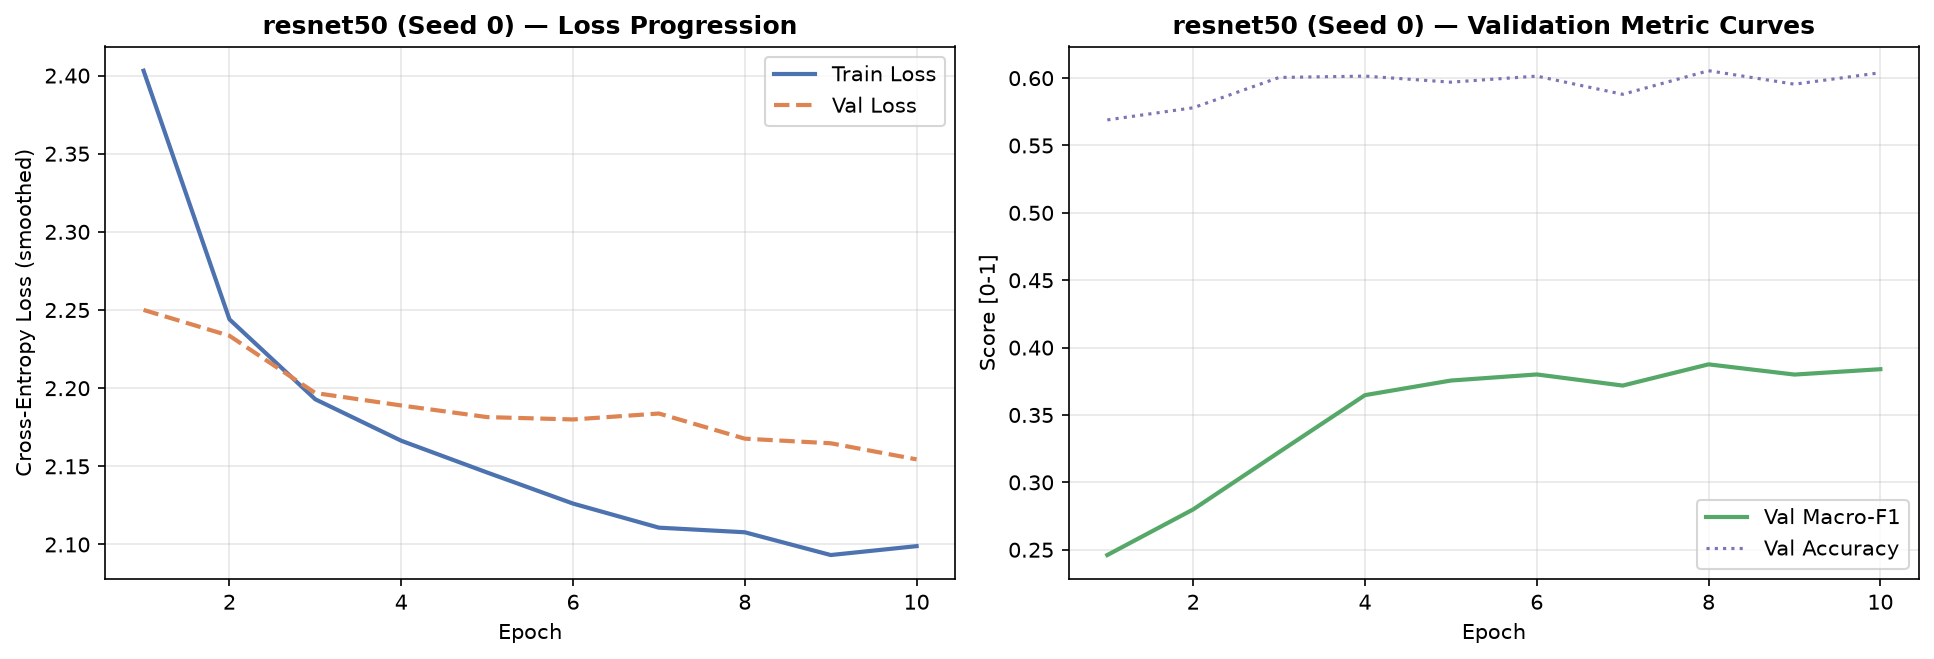 resnet50 (Seed 0) — Loss Progression
Train Loss
Val Loss
Cross-Entropy Loss (smoothed)
2.40
2.35
2.30
2.25
2.20
2.15
2.10
2
4
6
8
10
Epoch
resnet50 (Seed 0) — Validation Metric Curves
Score [0-1]
0.60
0.55
0.50
0.45
0.40
0.35
0.30
0.25
Val Macro-F1
Val Accuracy
2
4
6
8
10
Epoch